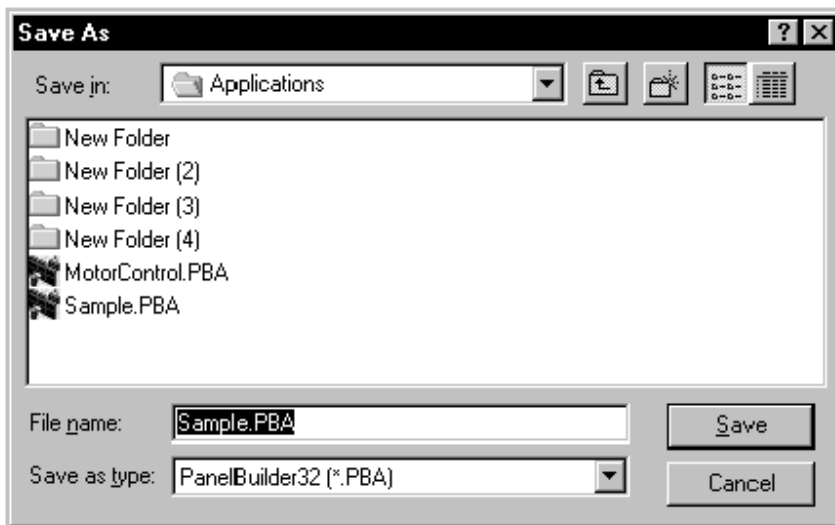 Save As
Save in: Applications
New Folder
New Folder (2)
New Folder (3)
New Folder (4)
MotorControl.PBA
Sample.PBA
File name: Sample.PBA Save
Save as type: PanelBuilder32 (*.PBA) Cancel